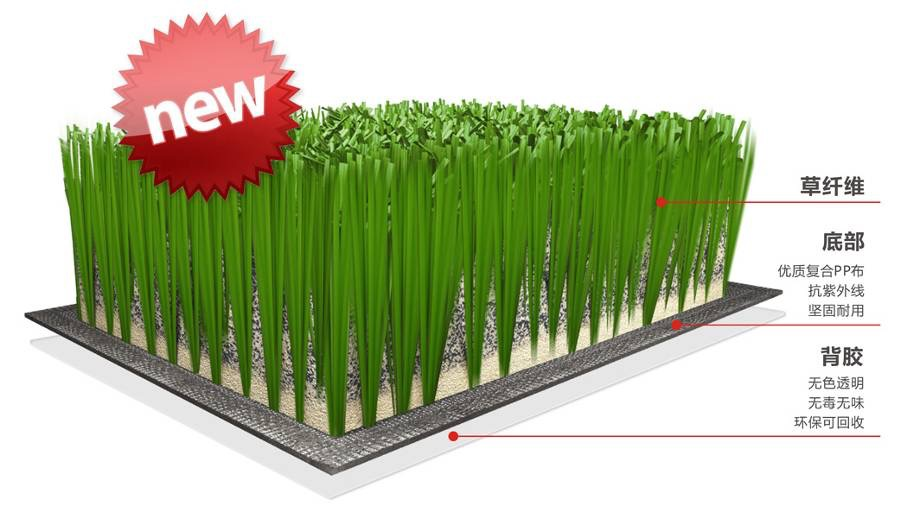 new
草纤维
底部
优质复合PP布
抗紫外线
坚固耐用
背胶
无色透明
无毒无味
环保可回收